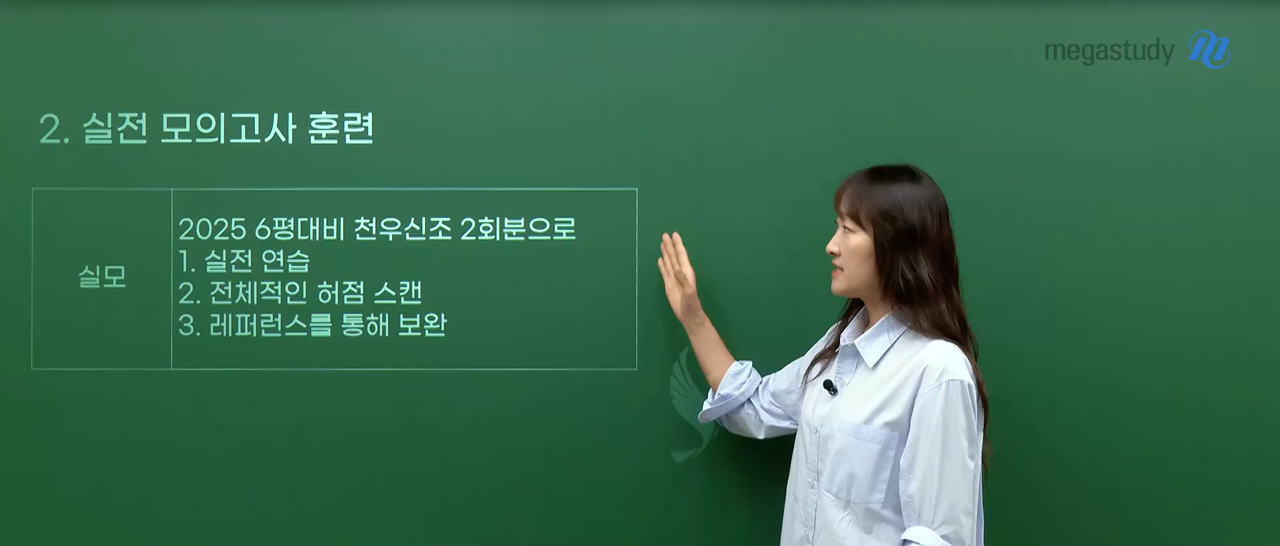 megastudy
2. 실전 모의고사 훈련
실모
2025 6평대비 천우신조 2회분으로
1. 실전 연습
2. 전체적인 허점 스캔
3. 레퍼런스를 통해 보완